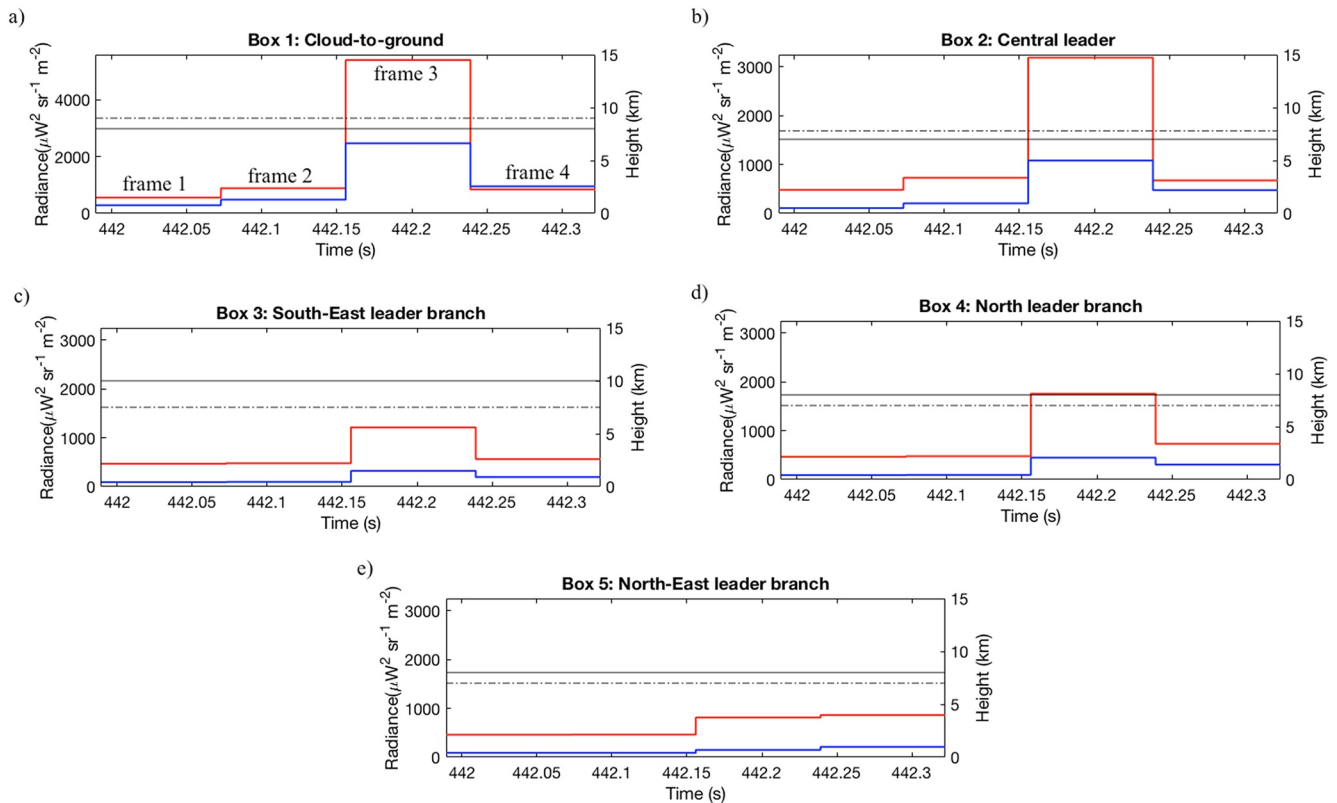 a)
Box 1: Cloud-to-ground
Radiance(μW² sr⁻¹ m⁻²)
4000
2000
0
frame 1
frame 2
frame 3
frame 4
15
10
5
0
Height (km)
442 442.05 442.1 442.15 442.2 442.25 442.3
Time (s)
b)
Box 2: Central leader
Radiance(μW² sr⁻¹ m⁻²)
3000
2000
1000
0
15
10
5
0
Height (km)
442 442.05 442.1 442.15 442.2 442.25 442.3
Time (s)
c)
Box 3: South-East leader branch
Radiance(μW² sr⁻¹ m⁻²)
3000
2000
1000
0
15
10
5
0
Height (km)
442 442.05 442.1 442.15 442.2 442.25 442.3
Time (s)
d)
Box 4: North leader branch
Radiance(μW² sr⁻¹ m⁻²)
3000
2000
1000
0
15
10
5
0
Height (km)
442 442.05 442.1 442.15 442.2 442.25 442.3
Time (s)
e)
Box 5: North-East leader branch
Radiance(μW² sr⁻¹ m⁻²)
3000
2000
1000
0
15
10
5
0
Height (km)
442 442.05 442.1 442.15 442.2 442.25 442.3
Time (s)